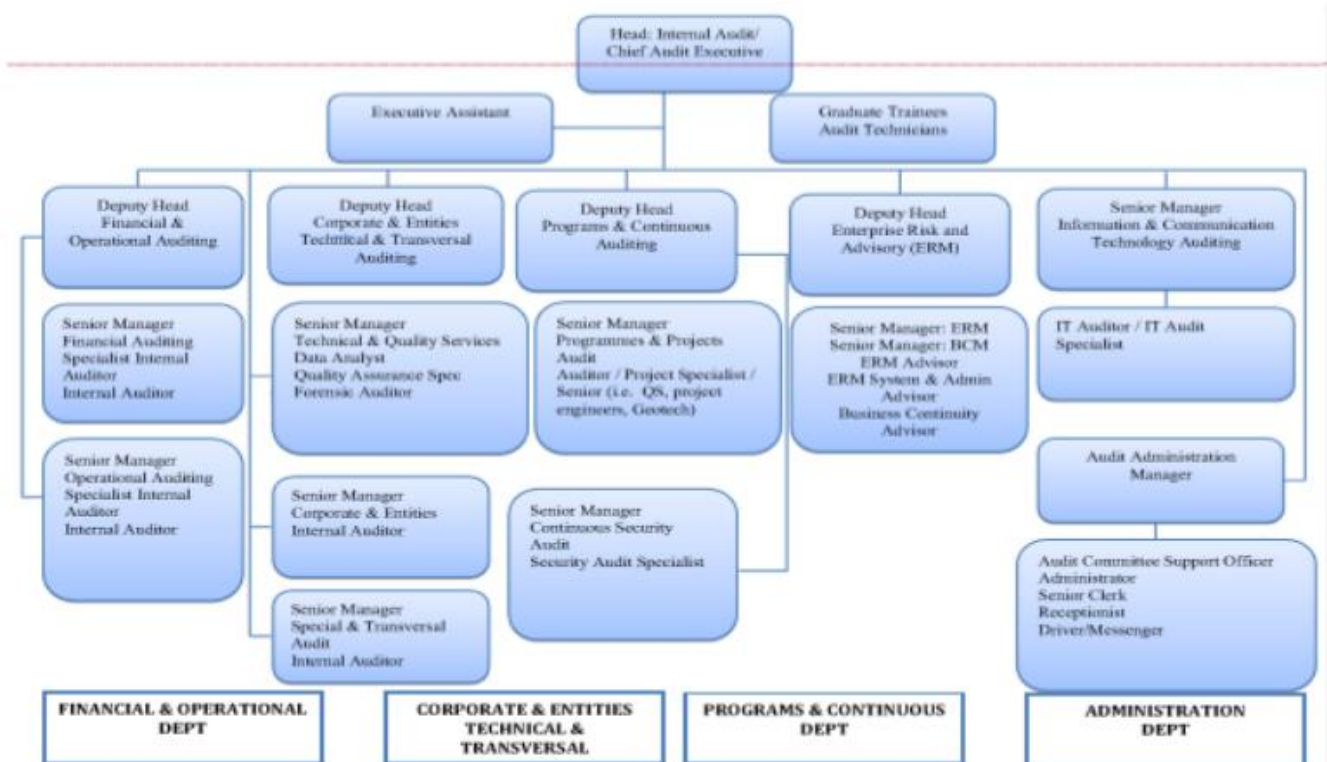 Head: Internal Audit/
Chief Audit Executive
Executive Assistant
Graduate Trainees
Audit Technicians
Deputy Head
Financial &
Operational Auditing
Deputy Head
Corporate & Entities
Technical & Transversal
Auditing
Deputy Head
Programs & Continuous
Auditing
Deputy Head
Enterprise Risk and
Advisory (ERM)
Senior Manager
Information & Communication
Technology Auditing
Senior Manager
Financial Auditing
Specialist Internal
Auditor
Internal Auditor
Senior Manager
Technical & Quality Services
Data Analyst
Quality Assurance Spec
Forensic Auditor
Senior Manager
Programmes & Projects
Audit
Auditor / Project Specialist /
Senior (i.e. QS, project
engineers, Geotech)
Senior Manager: ERM
Senior Manager: BCM
ERM Advisor
ERM System & Admin
Advisor
Business Continuity
Advisor
IT Auditor / IT Audit
Specialist
Senior Manager
Operational Auditing
Specialist Internal
Auditor
Internal Auditor
Senior Manager
Corporate & Entities
Internal Auditor
Senior Manager
Continuous Security
Audit
Security Audit Specialist
Audit Administration
Manager
Senior Manager
Special & Transversal
Audit
Internal Auditor
Audit Committee Support Officer
Administrator
Senior Clerk
Receptionist
Driver/Messenger
FINANCIAL & OPERATIONAL
DEPT
CORPORATE & ENTITIES
TECHNICAL &
TRANSVERSAL
PROGRAMS & CONTINUOUS
DEPT
ADMINISTRATION
DEPT